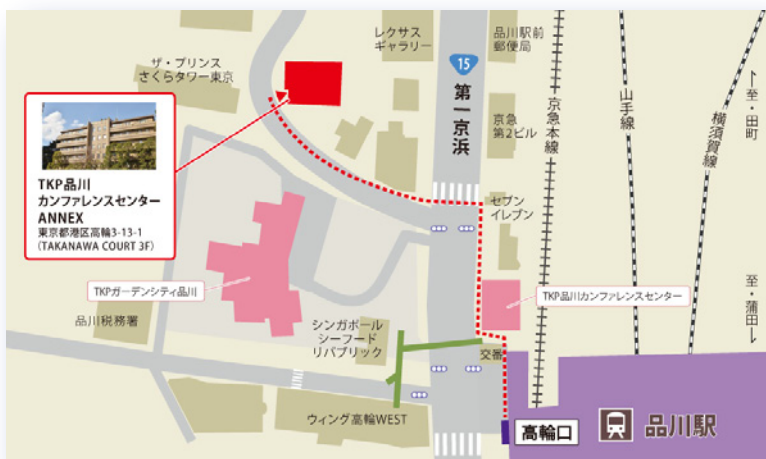 レクサス
ギャラリー
品川駅前
郵便局
ザ・プリンス
さくらタワー東京
15
第一京浜
京急
第2ビル
京急本線
山手線
横須賀線
至・田町
TKP品川
カンファレンスセンター
ANNEX
東京都港区高輪3-13-1
(TAKANAWA COURT 3F)
セブン
イレブン
TKPガーデンシティ品川
TKP品川カンファレンスセンター
至・蒲田
品川税務署
シンガポール
シーフード
リパブリック
交番
ウィング高輪WEST
高輪口
品川駅